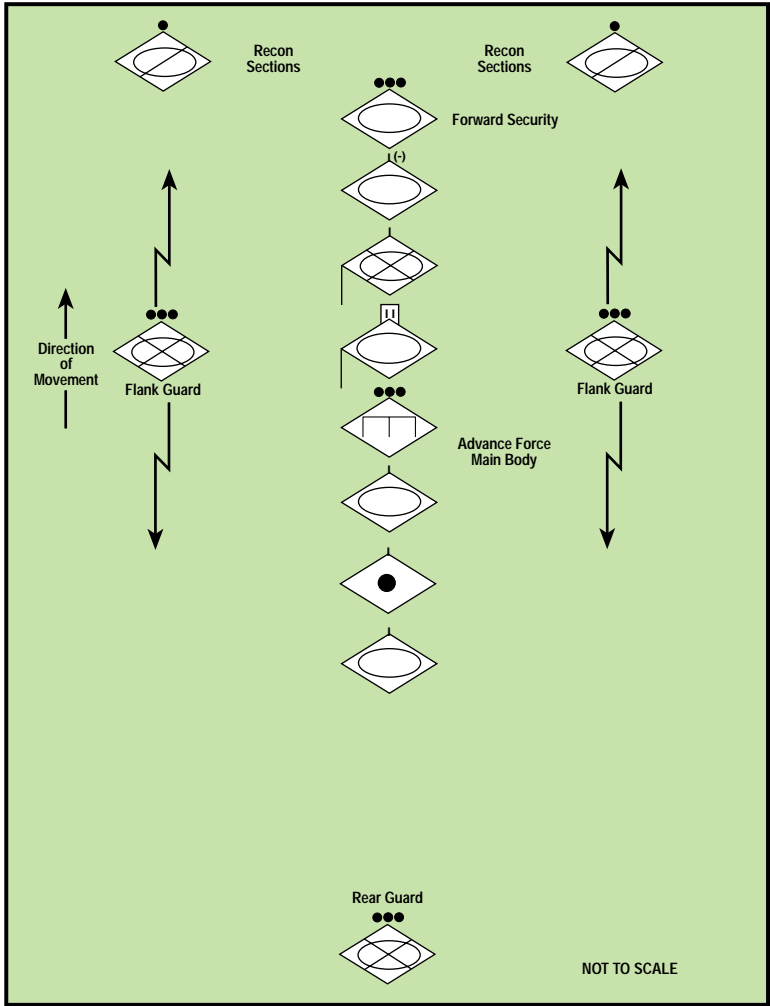 Recon
Sections
Recon
Sections
Forward Security
(-)
Direction
of
Movement
Flank Guard
Flank Guard
Advance Force
Main Body
Rear Guard
NOT TO SCALE